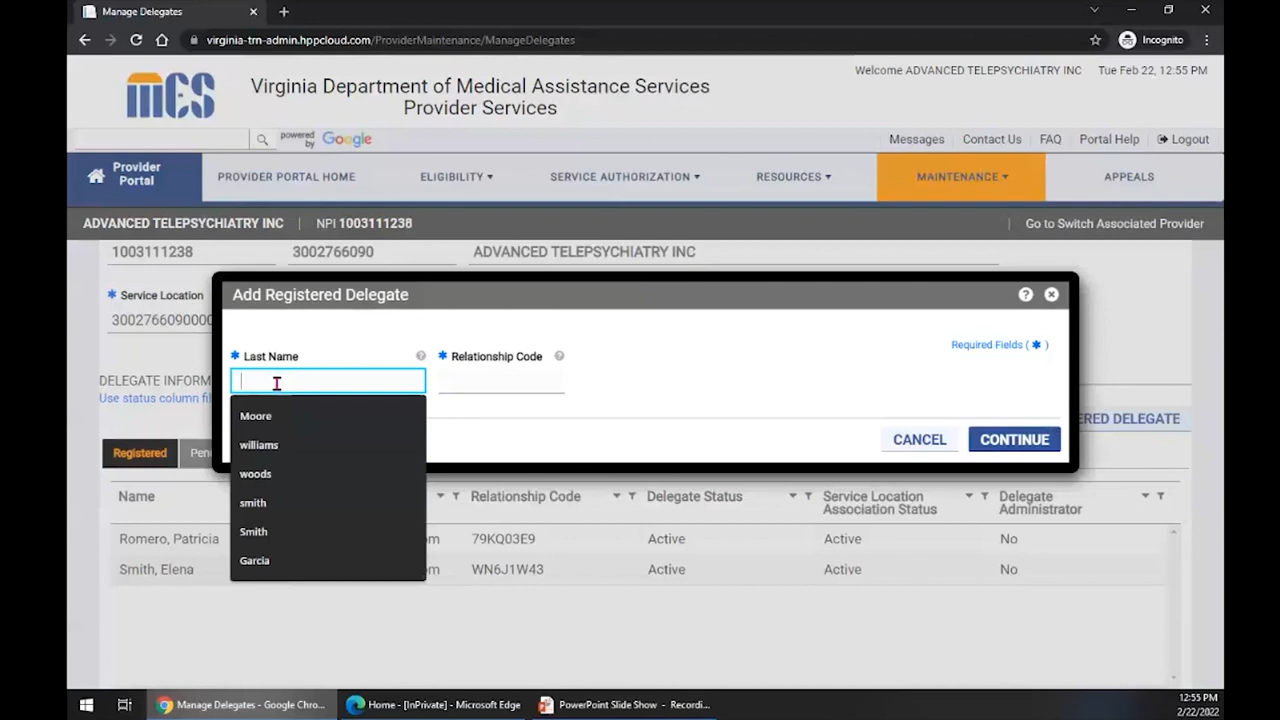 Manage Delegates
virginia-trn-admin.hppcloud.com/ProviderMaintenance/ManageDelegates
Incognito
mes
Virginia Department of Medical Assistance Services
Provider Services
Welcome ADVANCED TELEPSYCHIATRY INC Tue Feb 22, 12:55 PM
powered by Google
Messages Contact Us FAQ Portal Help Logout
Provider Portal
PROVIDER PORTAL HOME ELIGIBILITY SERVICE AUTHORIZATION RESOURCES MAINTENANCE APPEALS
ADVANCED TELEPSYCHIATRY INC | NPI 1003111238 | Go to Switch Associated Provider
1003111238 3002766090 ADVANCED TELEPSYCHIATRY INC
* Service Location
3002766090000
Add Registered Delegate
Required Fields ( * )
* Last Name * Relationship Code
Moore
williams
woods
smith
Smith
Garcia
CANCEL CONTINUE
DELEGATE INFORM
Use status column fi
ERED DELEGATE
Registered Pen
Name Relationship Code Delegate Status Service Location Association Status Delegate Administrator
Romero, Patricia om 79KQ03E9 Active Active No
Smith, Elena om WN6J1W43 Active Active No
Manage Delegates - Google Chro...
Home - [InPrivate] - Microsoft Edge
PowerPoint Slide Show - Recordi...
12:55 PM
2/22/2022